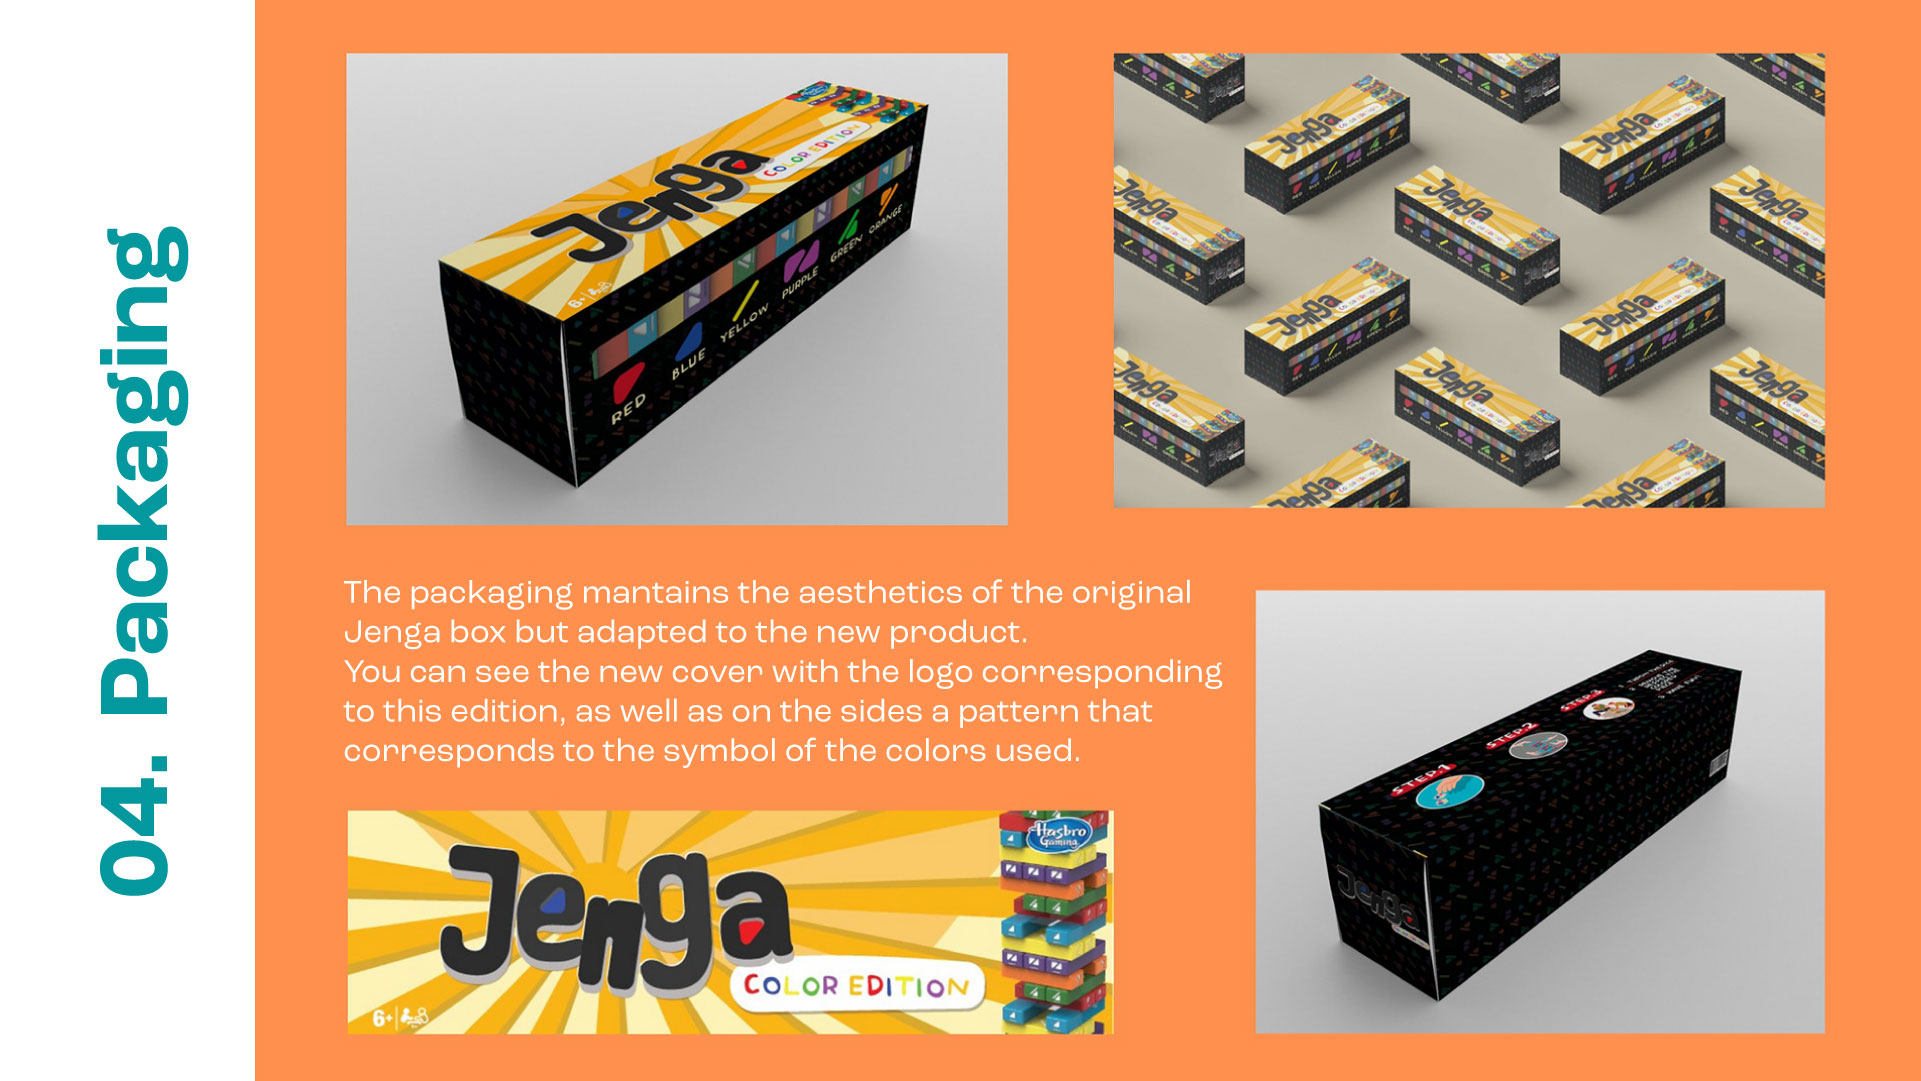 04. Packaging
Jenga
COLOR EDITION
6+
RED
BLUE
YELLOW
PURPLE
GREEN
ORANGE
The packaging mantains the aesthetics of the original
Jenga box but adapted to the new product.
You can see the new cover with the logo corresponding
to this edition, as well as on the sides a pattern that
corresponds to the symbol of the colors used.
Jenga
COLOR EDITION
Hasbro
Gaming
6+
STEP.1
STEP.2
STEP.3
Jenga